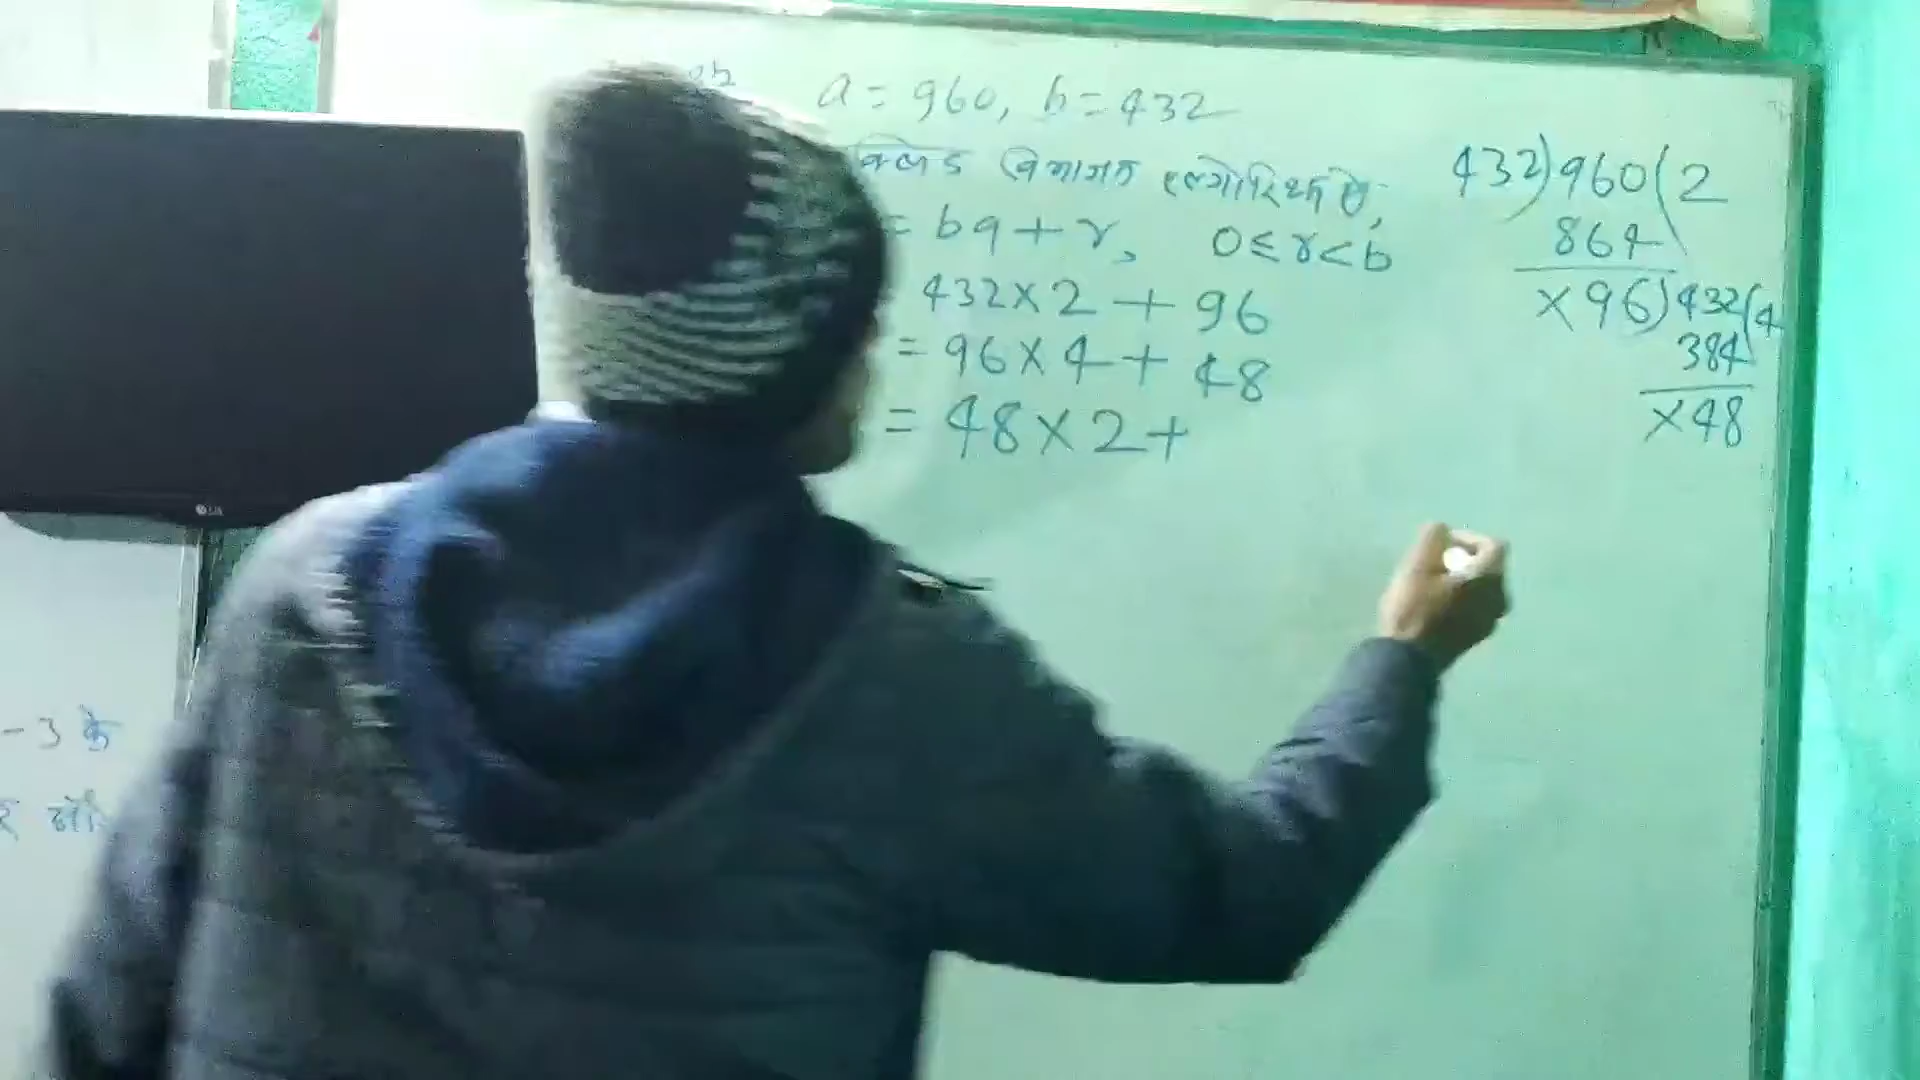 a = 960, b = 432
क्लिड विभाजन एल्गोरिथ्म से,
= bq + r, 0 ≤ r < b
432 × 2 + 96
= 96 × 4 + 48
= 48 × 2 +
432)960(2
864
×96)432(4
384
×48
- 3 के
LG